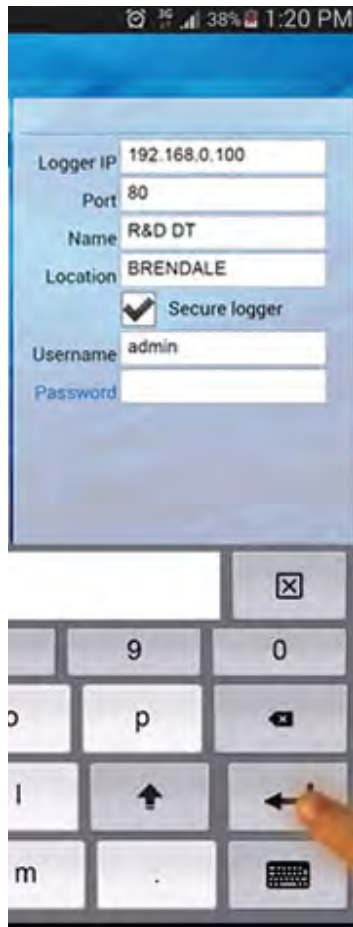 3G 38% 1:20 PM
Logger IP 192.168.0.100
Port 80
Name R&D DT
Location BRENDALE
Secure logger
Username admin
Password
9 0
p
l
m .